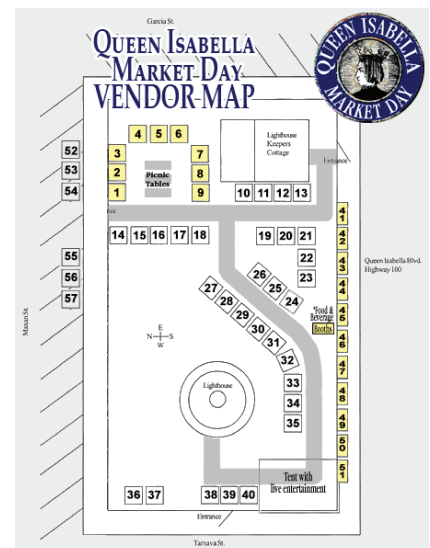 Garcia St.
QUEEN ISABELLA
MARKET DAY
VENDOR MAP
QUEEN ISABELLA
MARKET DAY
4 5 6
Lighthouse
Keepers
Cottage
52
53
54
3
2
1
Picnic
Tables
7
8
9
Entrance
10 11 12 13
nce
14 15 16 17 18
19 20 21
22
23
26
25
24
41
42
43
44
45
46
47
48
49
50
51
Queen Isabella Blvd.
Highway 100
55
56
57
27
28
29
30
31
32
33
34
35
*Food &
Beverage
Booths
Maxan St.
E
N S
W
Lighthouse
Tent with
live entertainment
36 37
38 39 40
Entrance
Tarnava St.